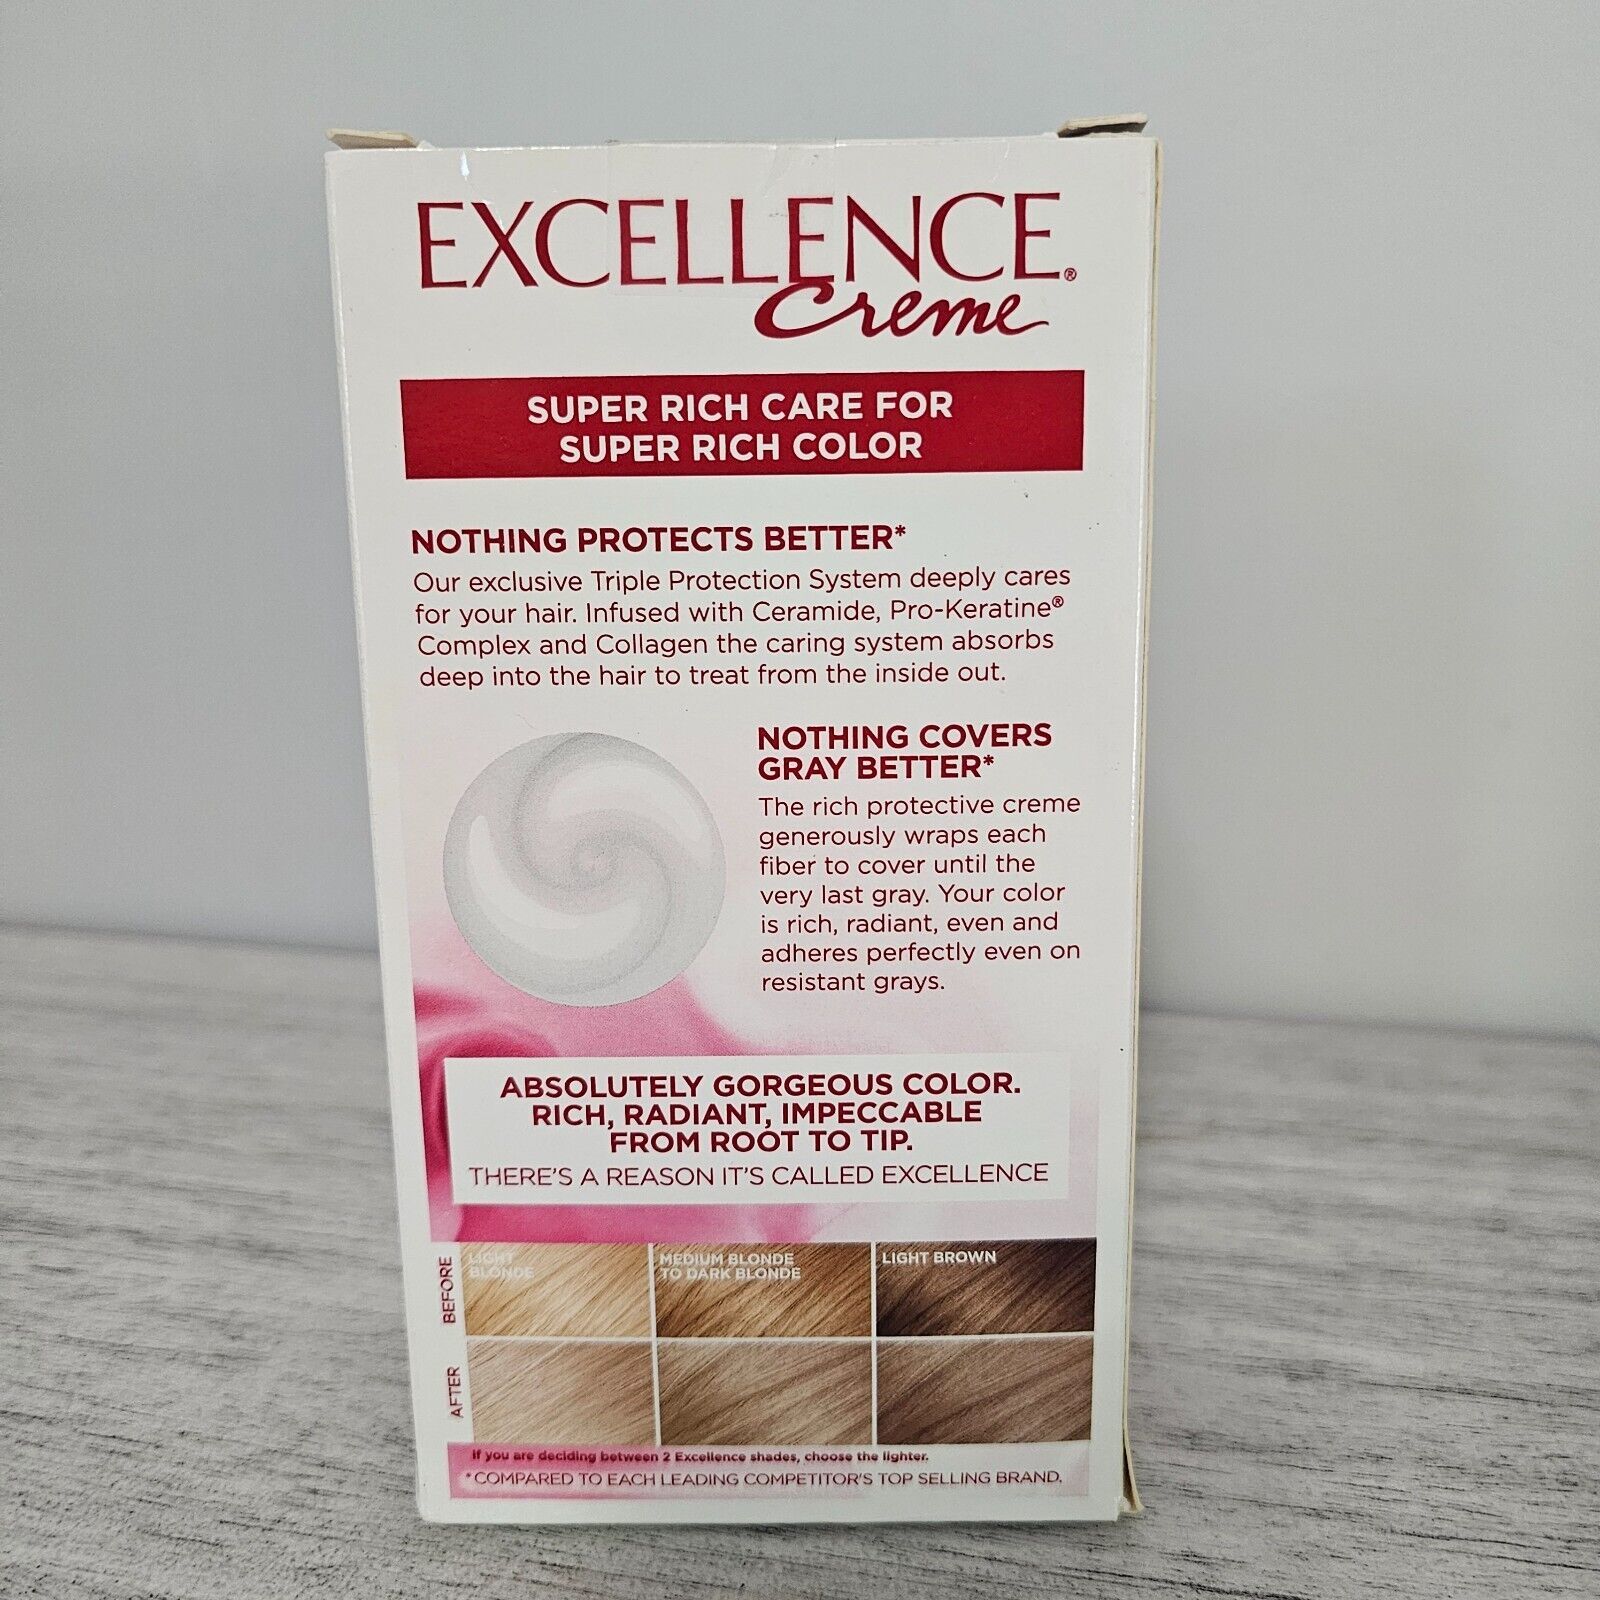 EXCELLENCE®
Creme
SUPER RICH CARE FOR
SUPER RICH COLOR
NOTHING PROTECTS BETTER*
Our exclusive Triple Protection System deeply cares
for your hair. Infused with Ceramide, Pro-Keratine®
Complex and Collagen the caring system absorbs
deep into the hair to treat from the inside out.
NOTHING COVERS
GRAY BETTER*
The rich protective creme
generously wraps each
fiber to cover until the
very last gray. Your color
is rich, radiant, even and
adheres perfectly even on
resistant grays.
ABSOLUTELY GORGEOUS COLOR.
RICH, RADIANT, IMPECCABLE
FROM ROOT TO TIP.
THERE'S A REASON IT'S CALLED EXCELLENCE
BEFORE
LIGHT
BLONDE
MEDIUM BLONDE
TO DARK BLONDE
LIGHT BROWN
AFTER
If you are deciding between 2 Excellence shades, choose the lighter.
*COMPARED TO EACH LEADING COMPETITOR'S TOP SELLING BRAND.